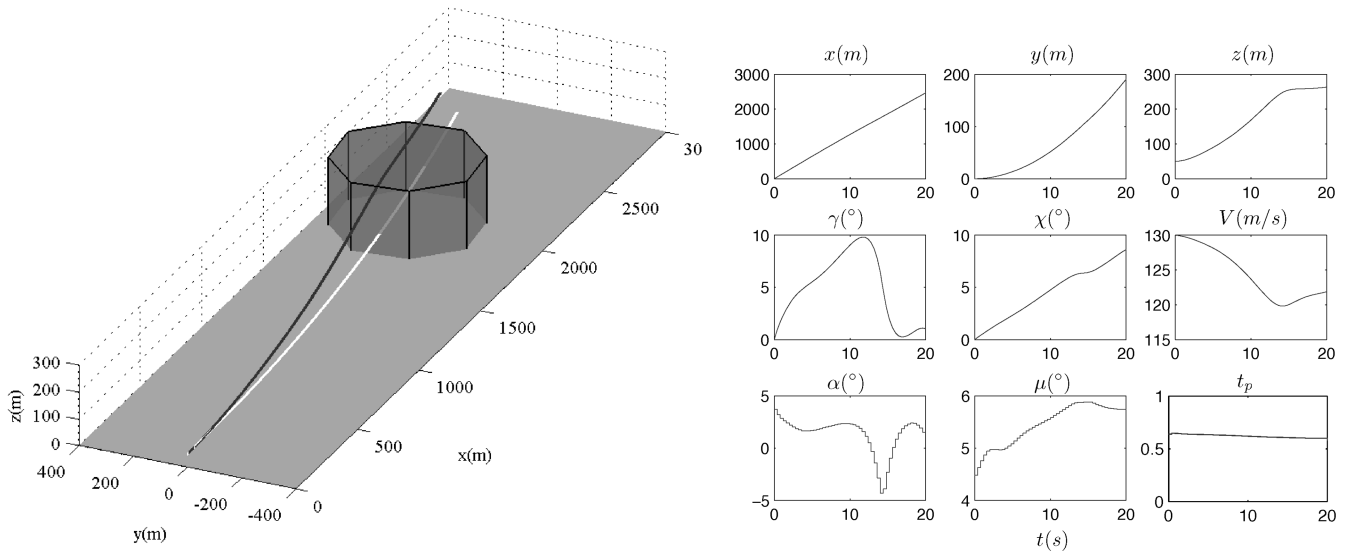 30
2500
2000
1500
1000
500
0
x(m)
300
200
100
0
z(m)
400
200
0
-200
-400
y(m)
x(m) y(m) z(m)
3000 200 300
2000 200
100
1000 100
0 0 0
0 10 20 0 10 20 0 10 20
γ(°) χ(°) V(m/s)
10 10 130
125
5 5
120
0 0 115
0 10 20 0 10 20 0 10 20
α(°) μ(°) t_p
5 6 1
0 5 0.5
−5 4 0
0 10 20 0 10 20 0 10 20
t(s)